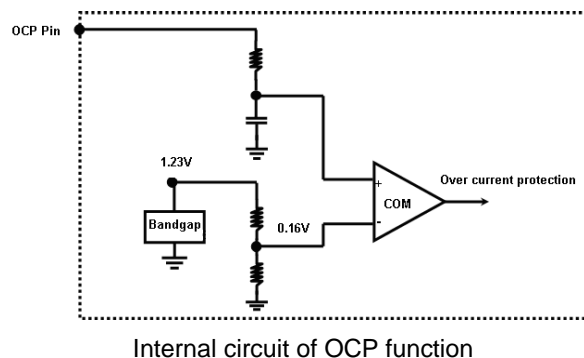 OCP Pin
1.23V
Bandgap
0.16V
+
-
COM
Over current protection
Internal circuit of OCP function